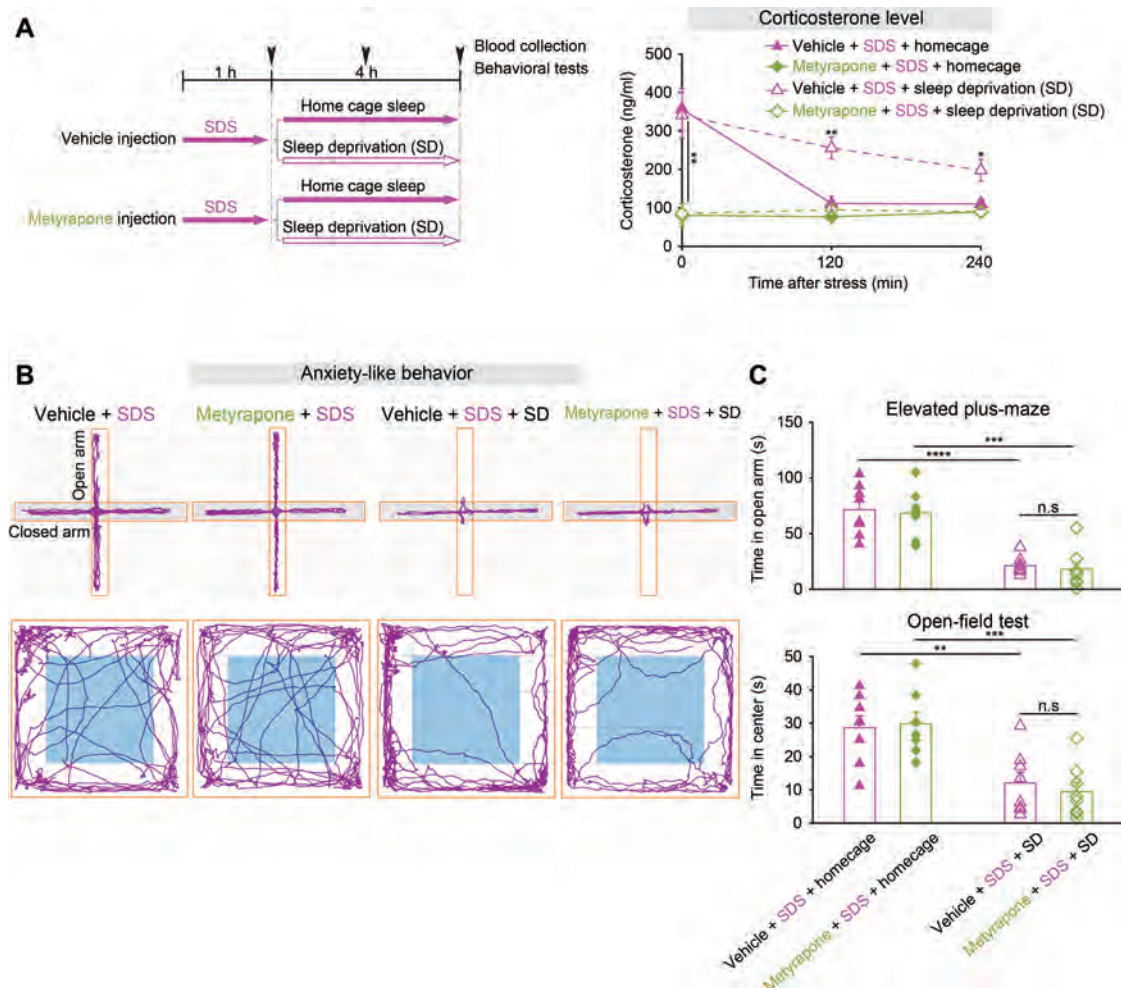 A
Blood collection
Behavioral tests
1 h
4 h
Home cage sleep
SDS
Vehicle injection
Sleep deprivation (SD)
Home cage sleep
SDS
Metyrapone injection
Sleep deprivation (SD)
Corticosterone level
Vehicle + SDS + homecage
Metyrapone + SDS + homecage
Vehicle + SDS + sleep deprivation (SD)
Metyrapone + SDS + sleep deprivation (SD)
Corticosterone (ng/ml)
500
400
300
200
100
0
**
**
*
0
120
240
Time after stress (min)
B
Anxiety-like behavior
Vehicle + SDS
Metyrapone + SDS
Vehicle + SDS + SD
Metyrapone + SDS + SD
Open arm
Closed arm
C
Elevated plus-maze
Time in open arm (s)
150
100
50
0
***
****
n.s
Open-field test
Time in center (s)
50
40
30
20
10
0
***
**
n.s
Vehicle + SDS + homecage
Metyrapone + SDS + homecage
Vehicle + SDS + SD
Metyrapone + SDS + SD